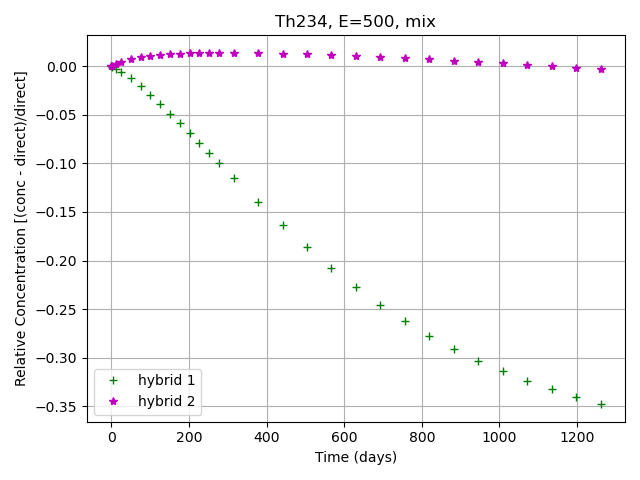 Th234, E=500, mix
Relative Concentration [(conc - direct)/direct]
0.00
−0.05
−0.10
−0.15
−0.20
−0.25
−0.30
−0.35
hybrid 1
hybrid 2
0 200 400 600 800 1000 1200
Time (days)